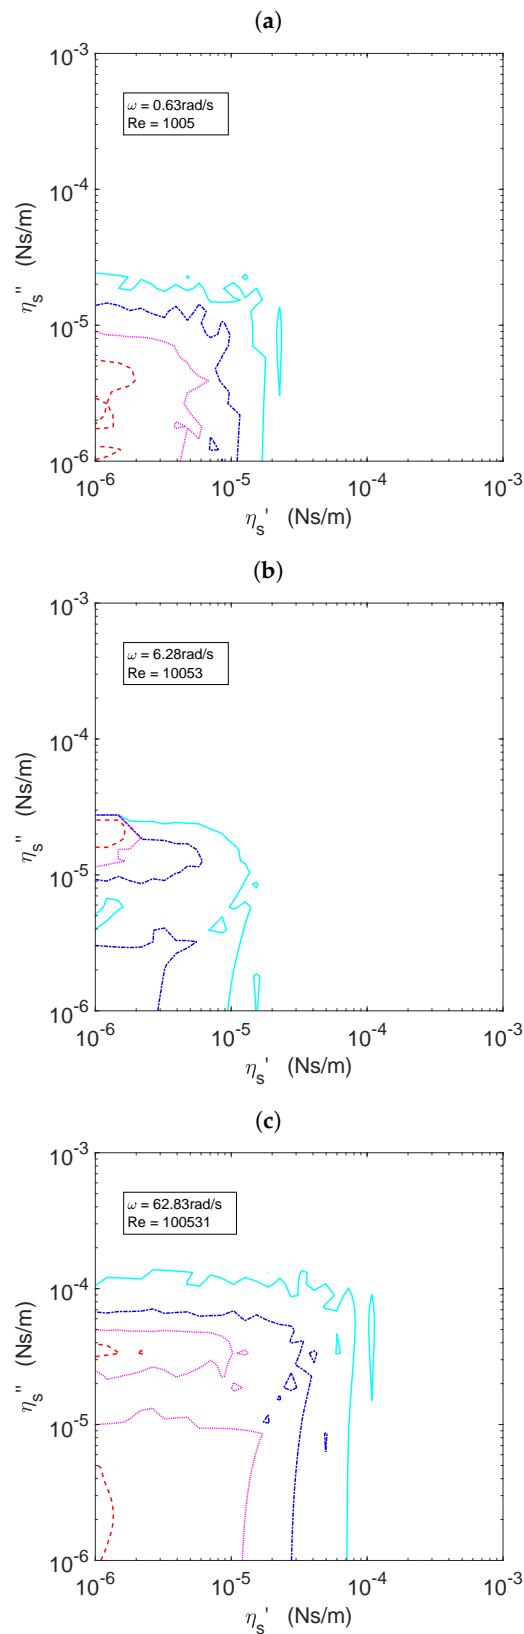 (a)
10^-3
ω = 0.63rad/s
Re = 1005
10^-4
η_s'' (Ns/m)
10^-5
10^-6
10^-6 10^-5 10^-4 10^-3
η_s' (Ns/m)
(b)
10^-3
ω = 6.28rad/s
Re = 10053
10^-4
η_s'' (Ns/m)
10^-5
10^-6
10^-6 10^-5 10^-4 10^-3
η_s' (Ns/m)
(c)
10^-3
ω = 62.83rad/s
Re = 100531
10^-4
η_s'' (Ns/m)
10^-5
10^-6
10^-6 10^-5 10^-4 10^-3
η_s' (Ns/m)